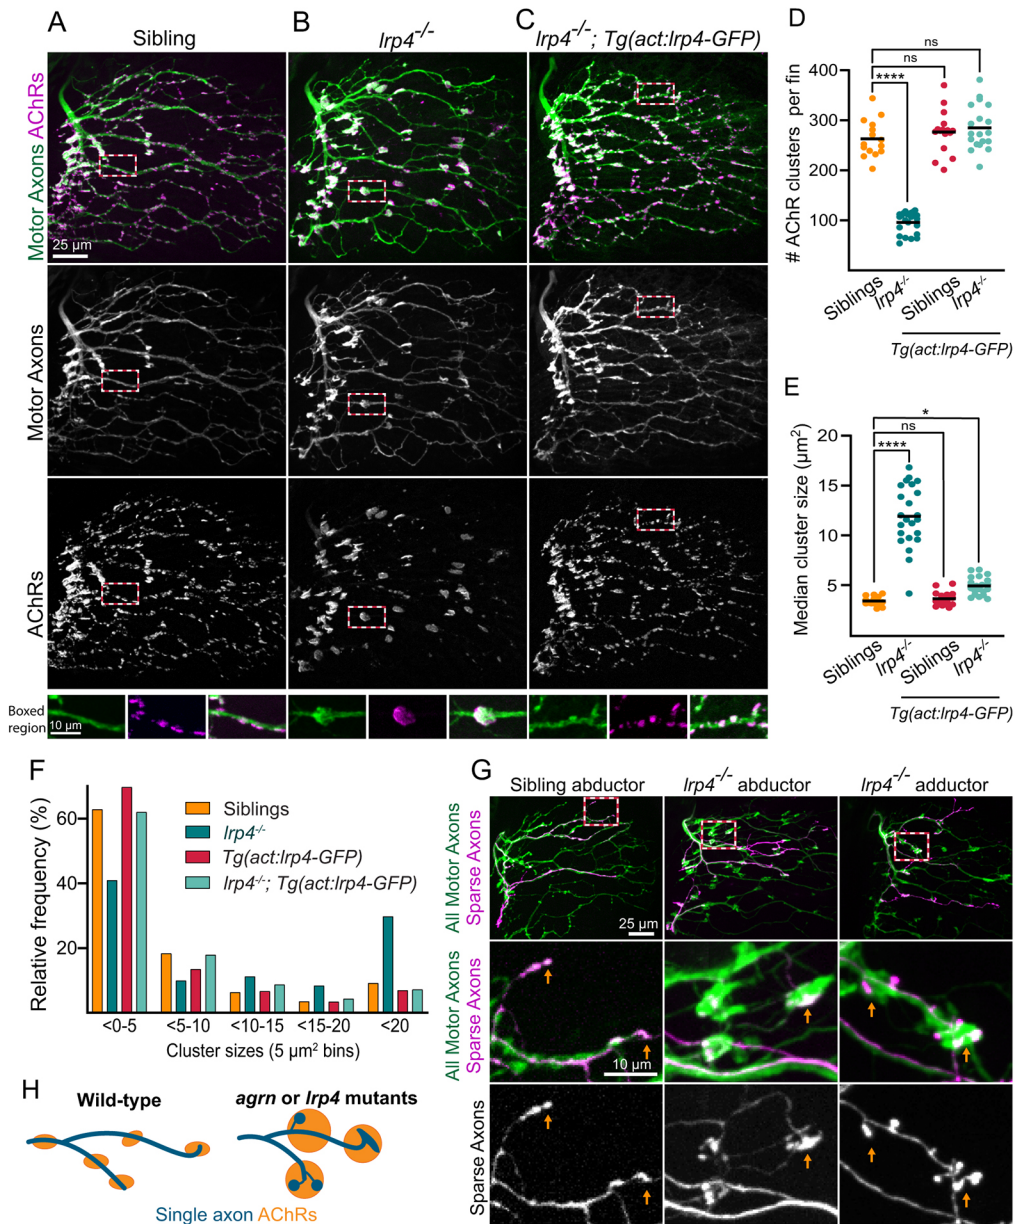 A
Sibling
B
lrp4-/-
C
lrp4-/-; Tg(act:lrp4-GFP)
Motor Axons AChRs
25 µm
Motor Axons
AChRs
Boxed
region
10 µm
D
# AChR clusters per fin
400
300
200
100
ns
ns
****
Siblings
lrp4-/-
Siblings
lrp4-/-
Tg(act:lrp4-GFP)
E
Median cluster size (µm2)
20
15
10
5
*
ns
****
Siblings
lrp4-/-
Siblings
lrp4-/-
Tg(act:lrp4-GFP)
F
Relative frequency (%)
60
40
20
Siblings
lrp4-/-
Tg(act:lrp4-GFP)
lrp4-/-; Tg(act:lrp4-GFP)
<0-5
<5-10
<10-15
<15-20
<20
Cluster sizes (5 µm2 bins)
G
Sibling abductor
lrp4-/- abductor
lrp4-/- adductor
All Motor Axons
Sparse Axons
25 µm
All Motor Axons
Sparse Axons
10 µm
Sparse Axons
H
Wild-type
agrn or lrp4 mutants
Single axon AChRs